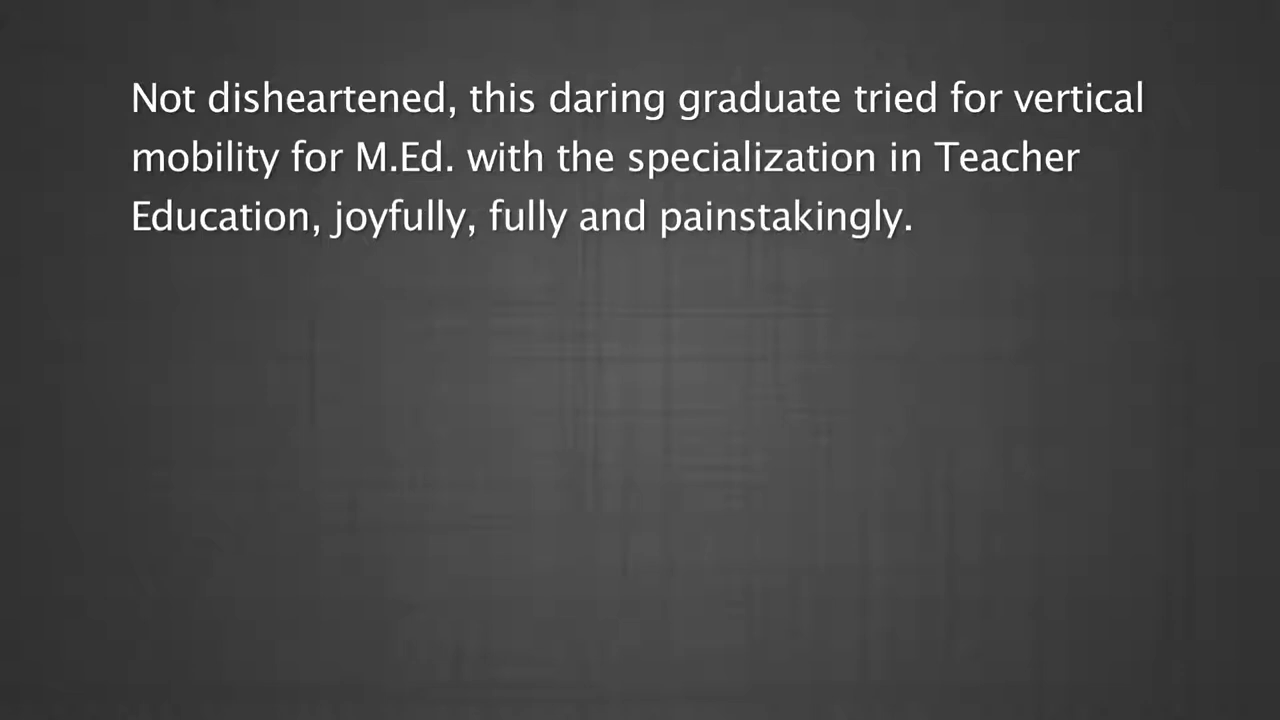 Not disheartened, this daring graduate tried for vertical
mobility for M.Ed. with the specialization in Teacher
Education, joyfully, fully and painstakingly.